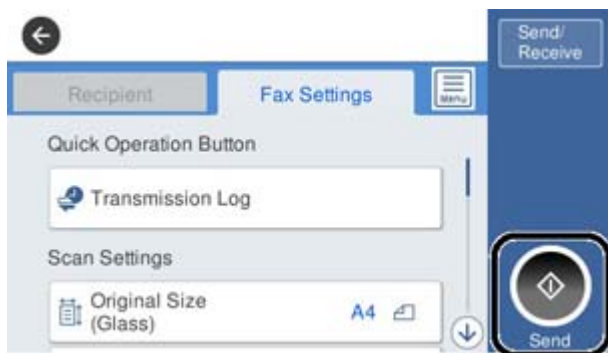 Send/
Receive
Recipient
Fax Settings
Menu
Quick Operation Button
Transmission Log
Scan Settings
Original Size
(Glass)
A4
Send